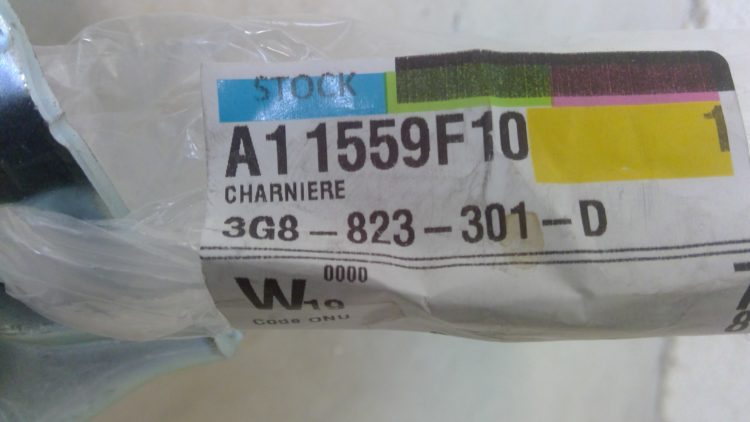 STOCK
A11559F10 1
CHARNIERE
3G8-823-301-D
0000
W19
Code ONU